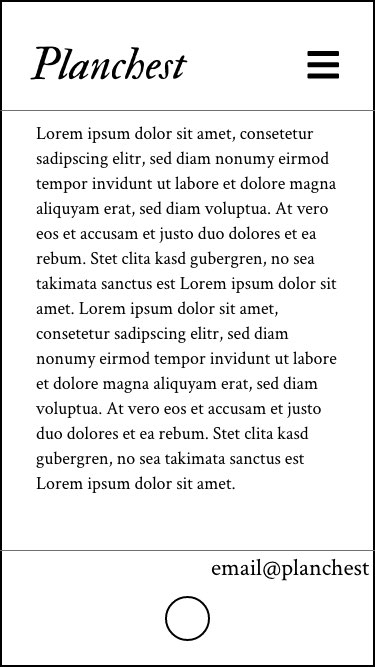 Planchest
Lorem ipsum dolor sit amet, consetetur
sadipscing elitr, sed diam nonumy eirmod
tempor invidunt ut labore et dolore magna
aliquyam erat, sed diam voluptua. At vero
eos et accusam et justo duo dolores et ea
rebum. Stet clita kasd gubergren, no sea
takimata sanctus est Lorem ipsum dolor sit
amet. Lorem ipsum dolor sit amet,
consetetur sadipscing elitr, sed diam
nonumy eirmod tempor invidunt ut labore
et dolore magna aliquyam erat, sed diam
voluptua. At vero eos et accusam et justo
duo dolores et ea rebum. Stet clita kasd
gubergren, no sea takimata sanctus est
Lorem ipsum dolor sit amet.
email@planchest